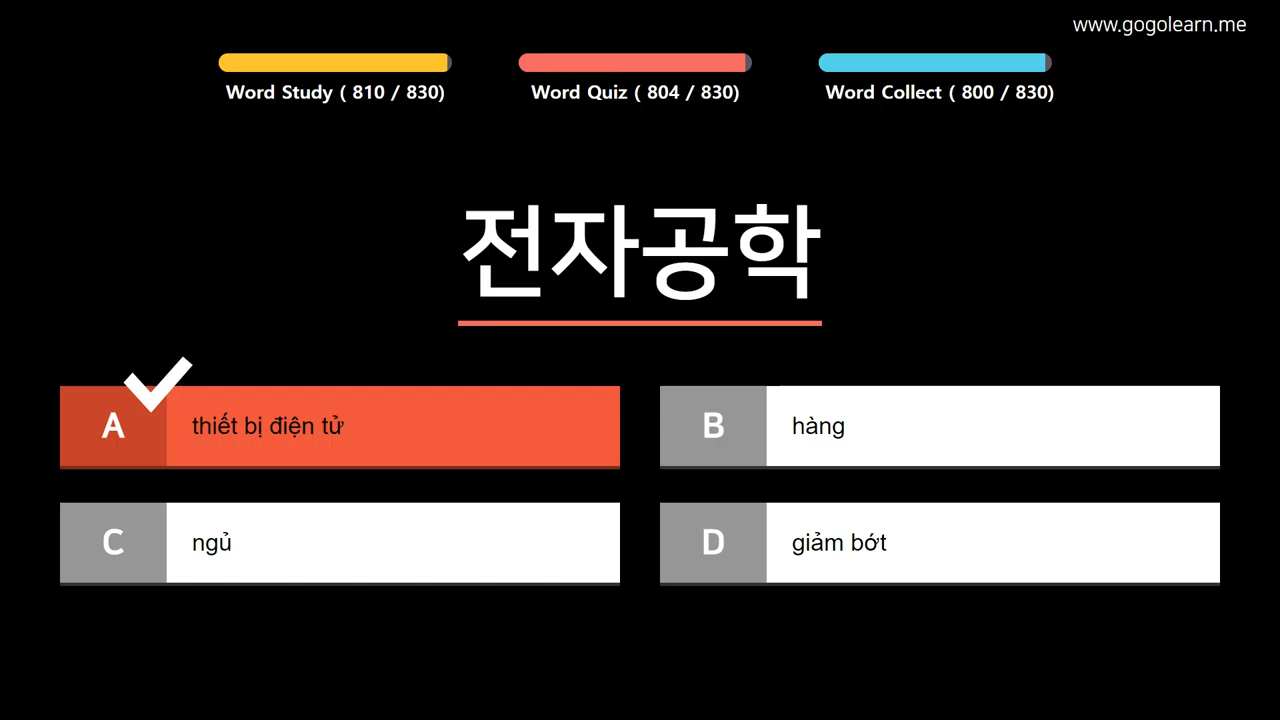 www.gogolearn.me
Word Study ( 810 / 830)
Word Quiz ( 804 / 830)
Word Collect ( 800 / 830)
전자공학
A thiết bị điện tử
B hàng
C ngủ
D giảm bớt